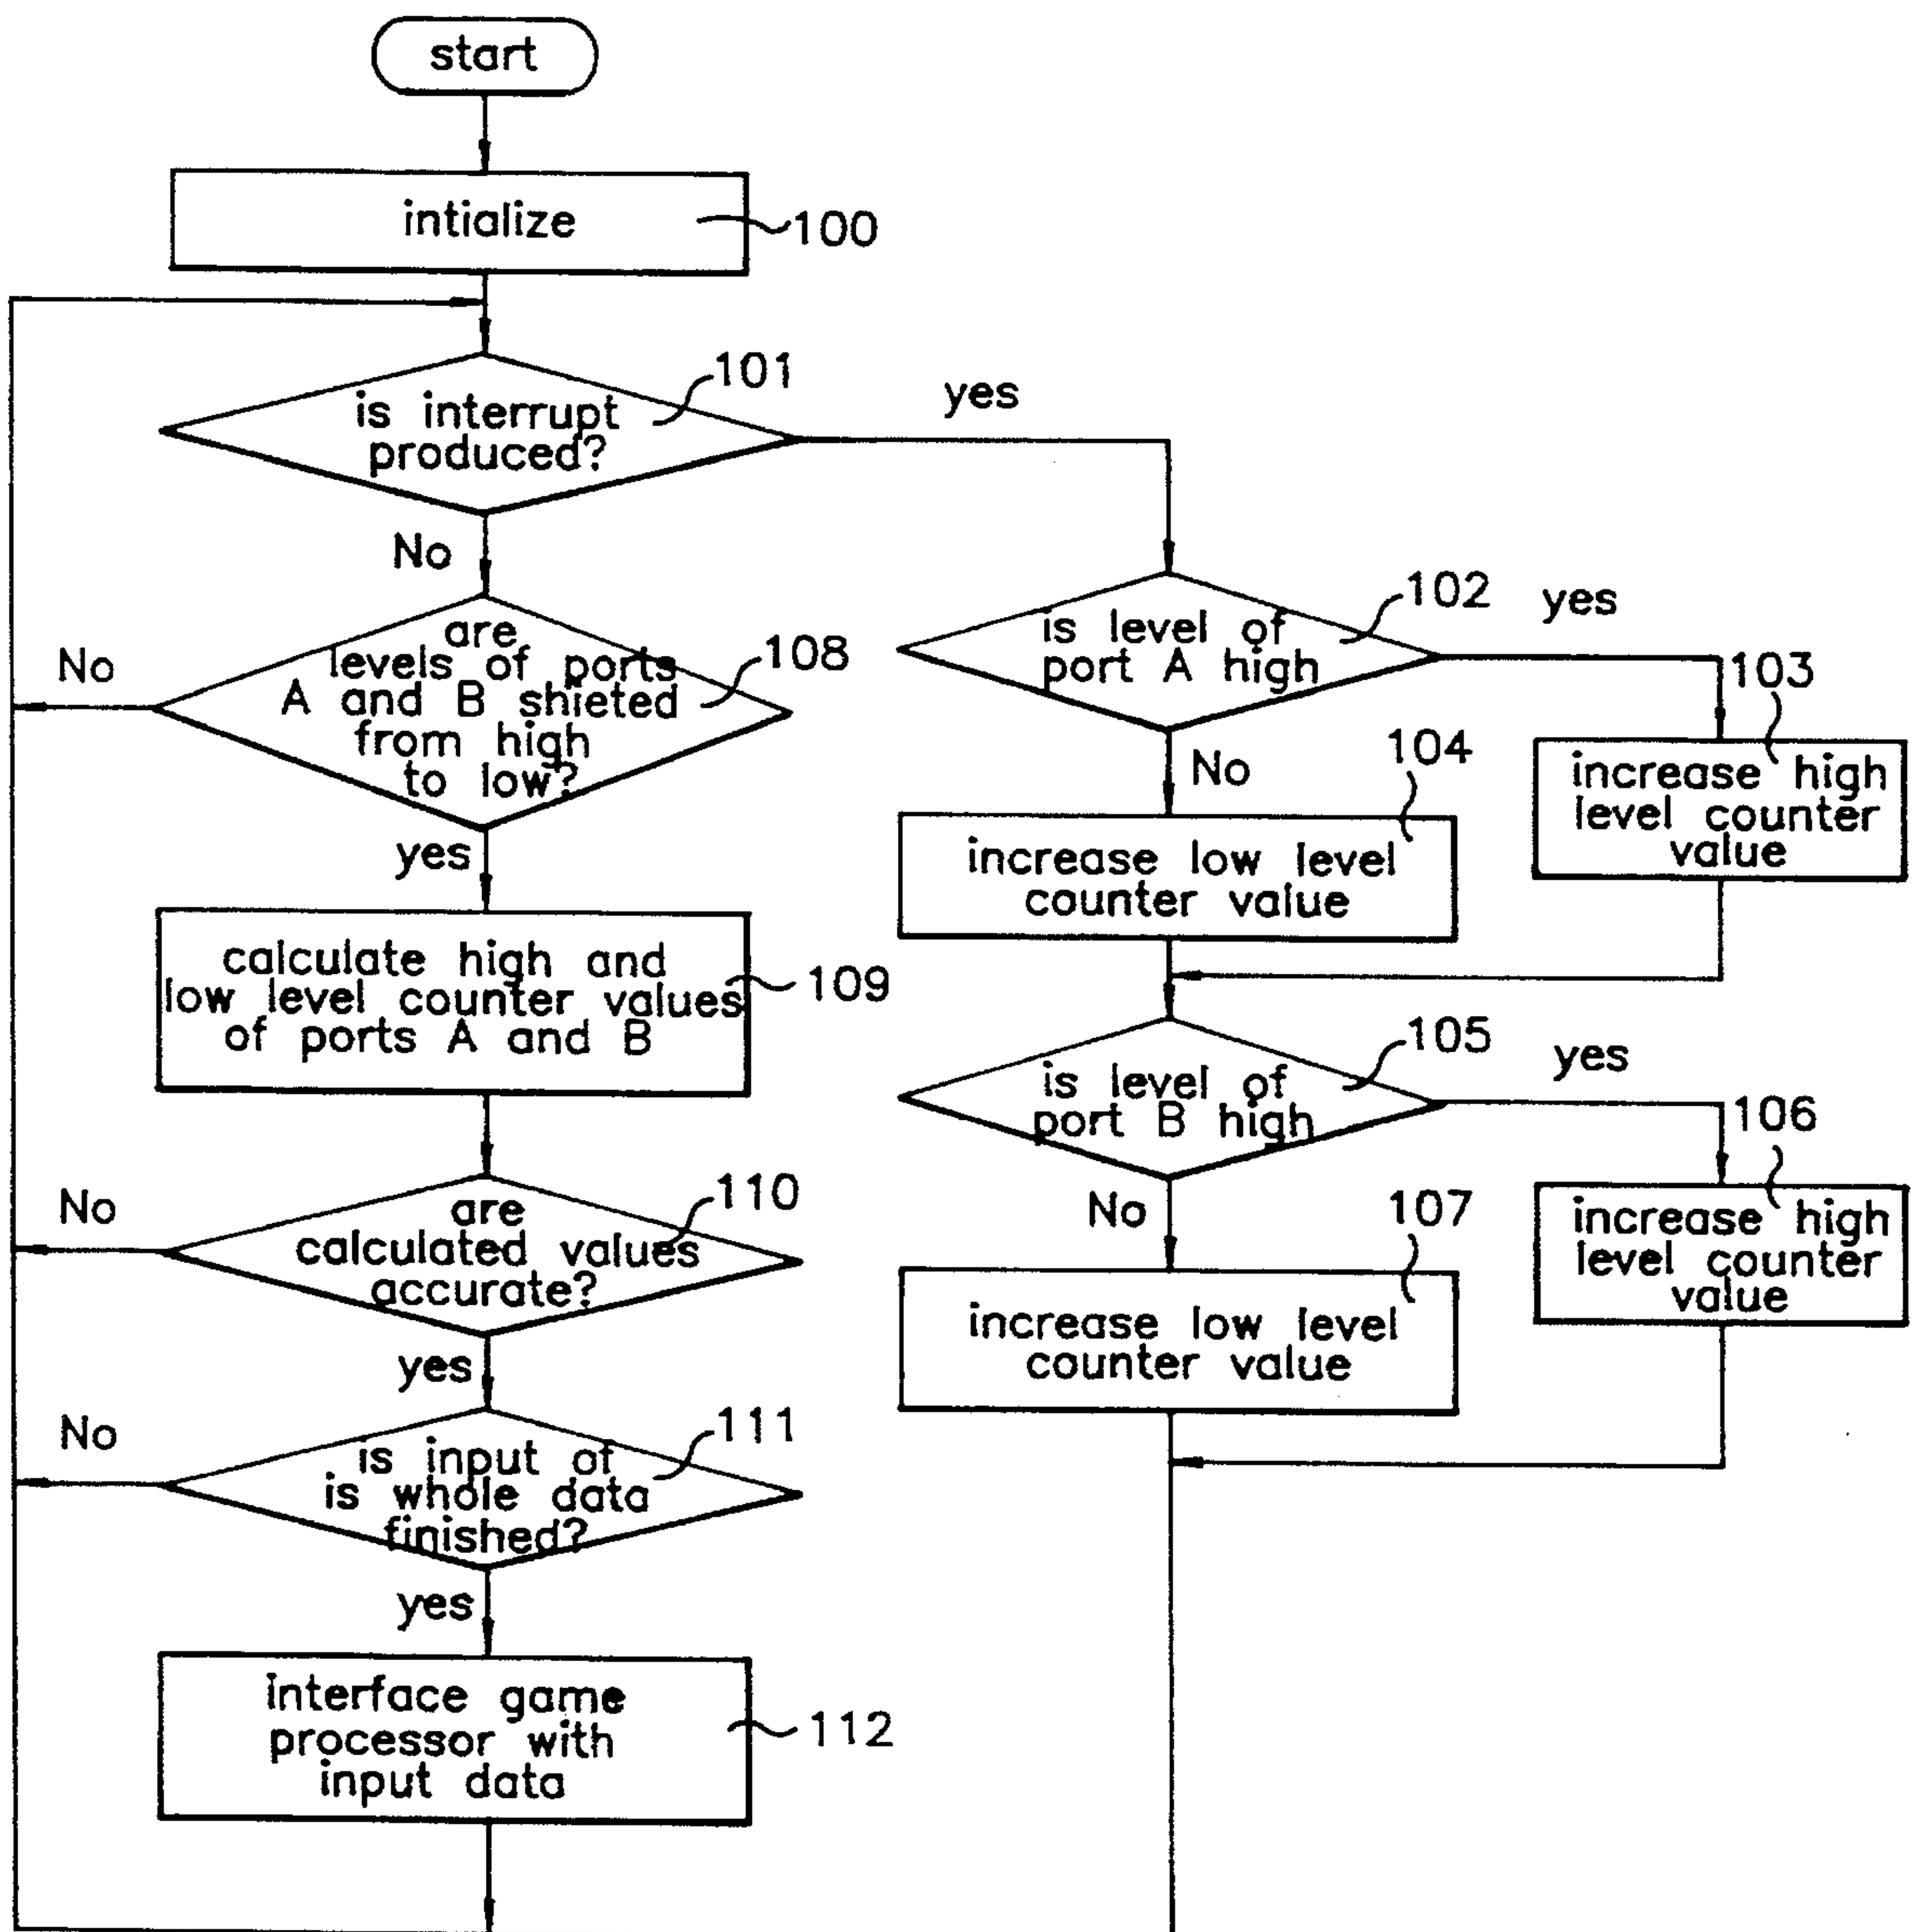 start
intialize
100
101
is interrupt
produced?
yes
No
are
levels of ports
A and B shieted
from high
to low?
108
No
yes
102
is level of
port A high
yes
103
increase high
level counter
value
No
104
increase low level
counter value
calculate high and
low level counter values
of ports A and B
109
105
is level of
port B high
yes
106
increase high
level counter
value
No
107
increase low level
counter value
110
are
calculated values
accurate?
No
yes
111
is input of
is whole data
finished?
No
yes
interface game
processor with
input data
112